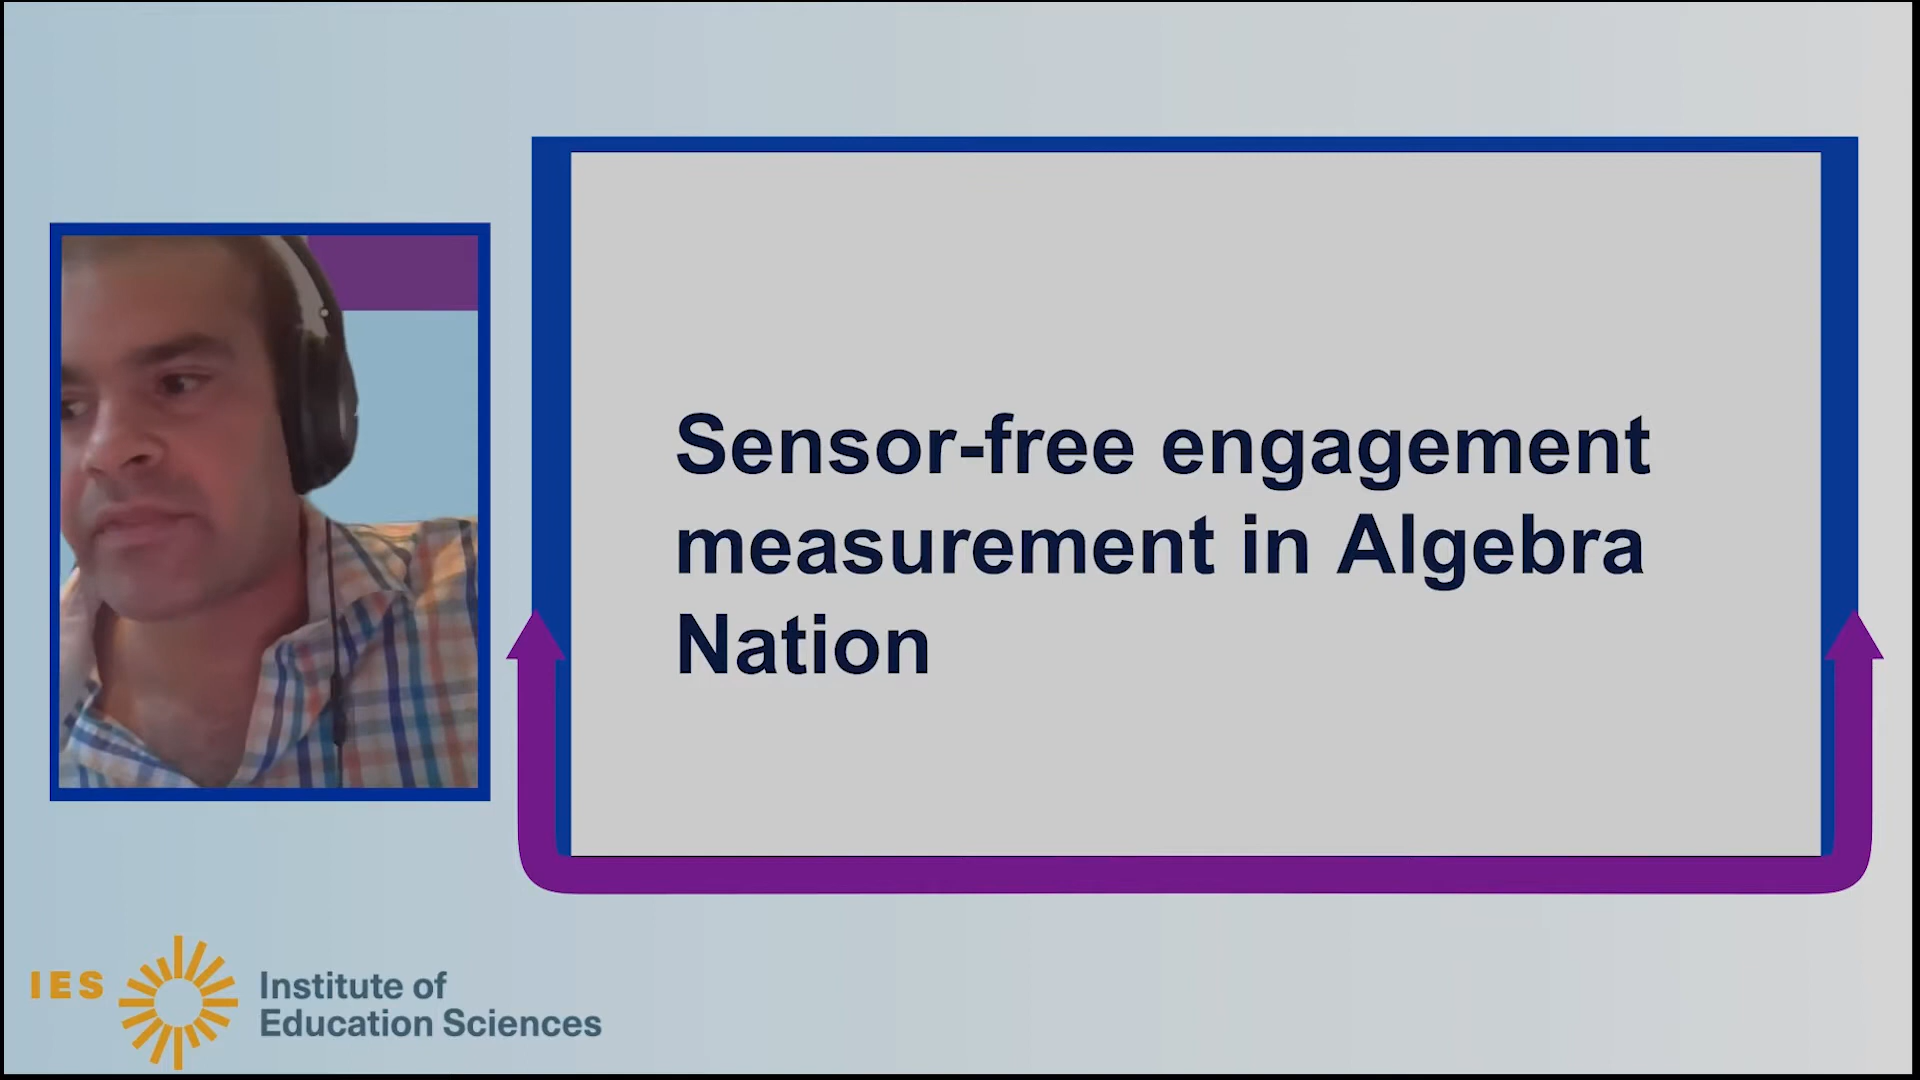 Sensor-free engagement
measurement in Algebra
Nation
IES
Institute of
Education Sciences